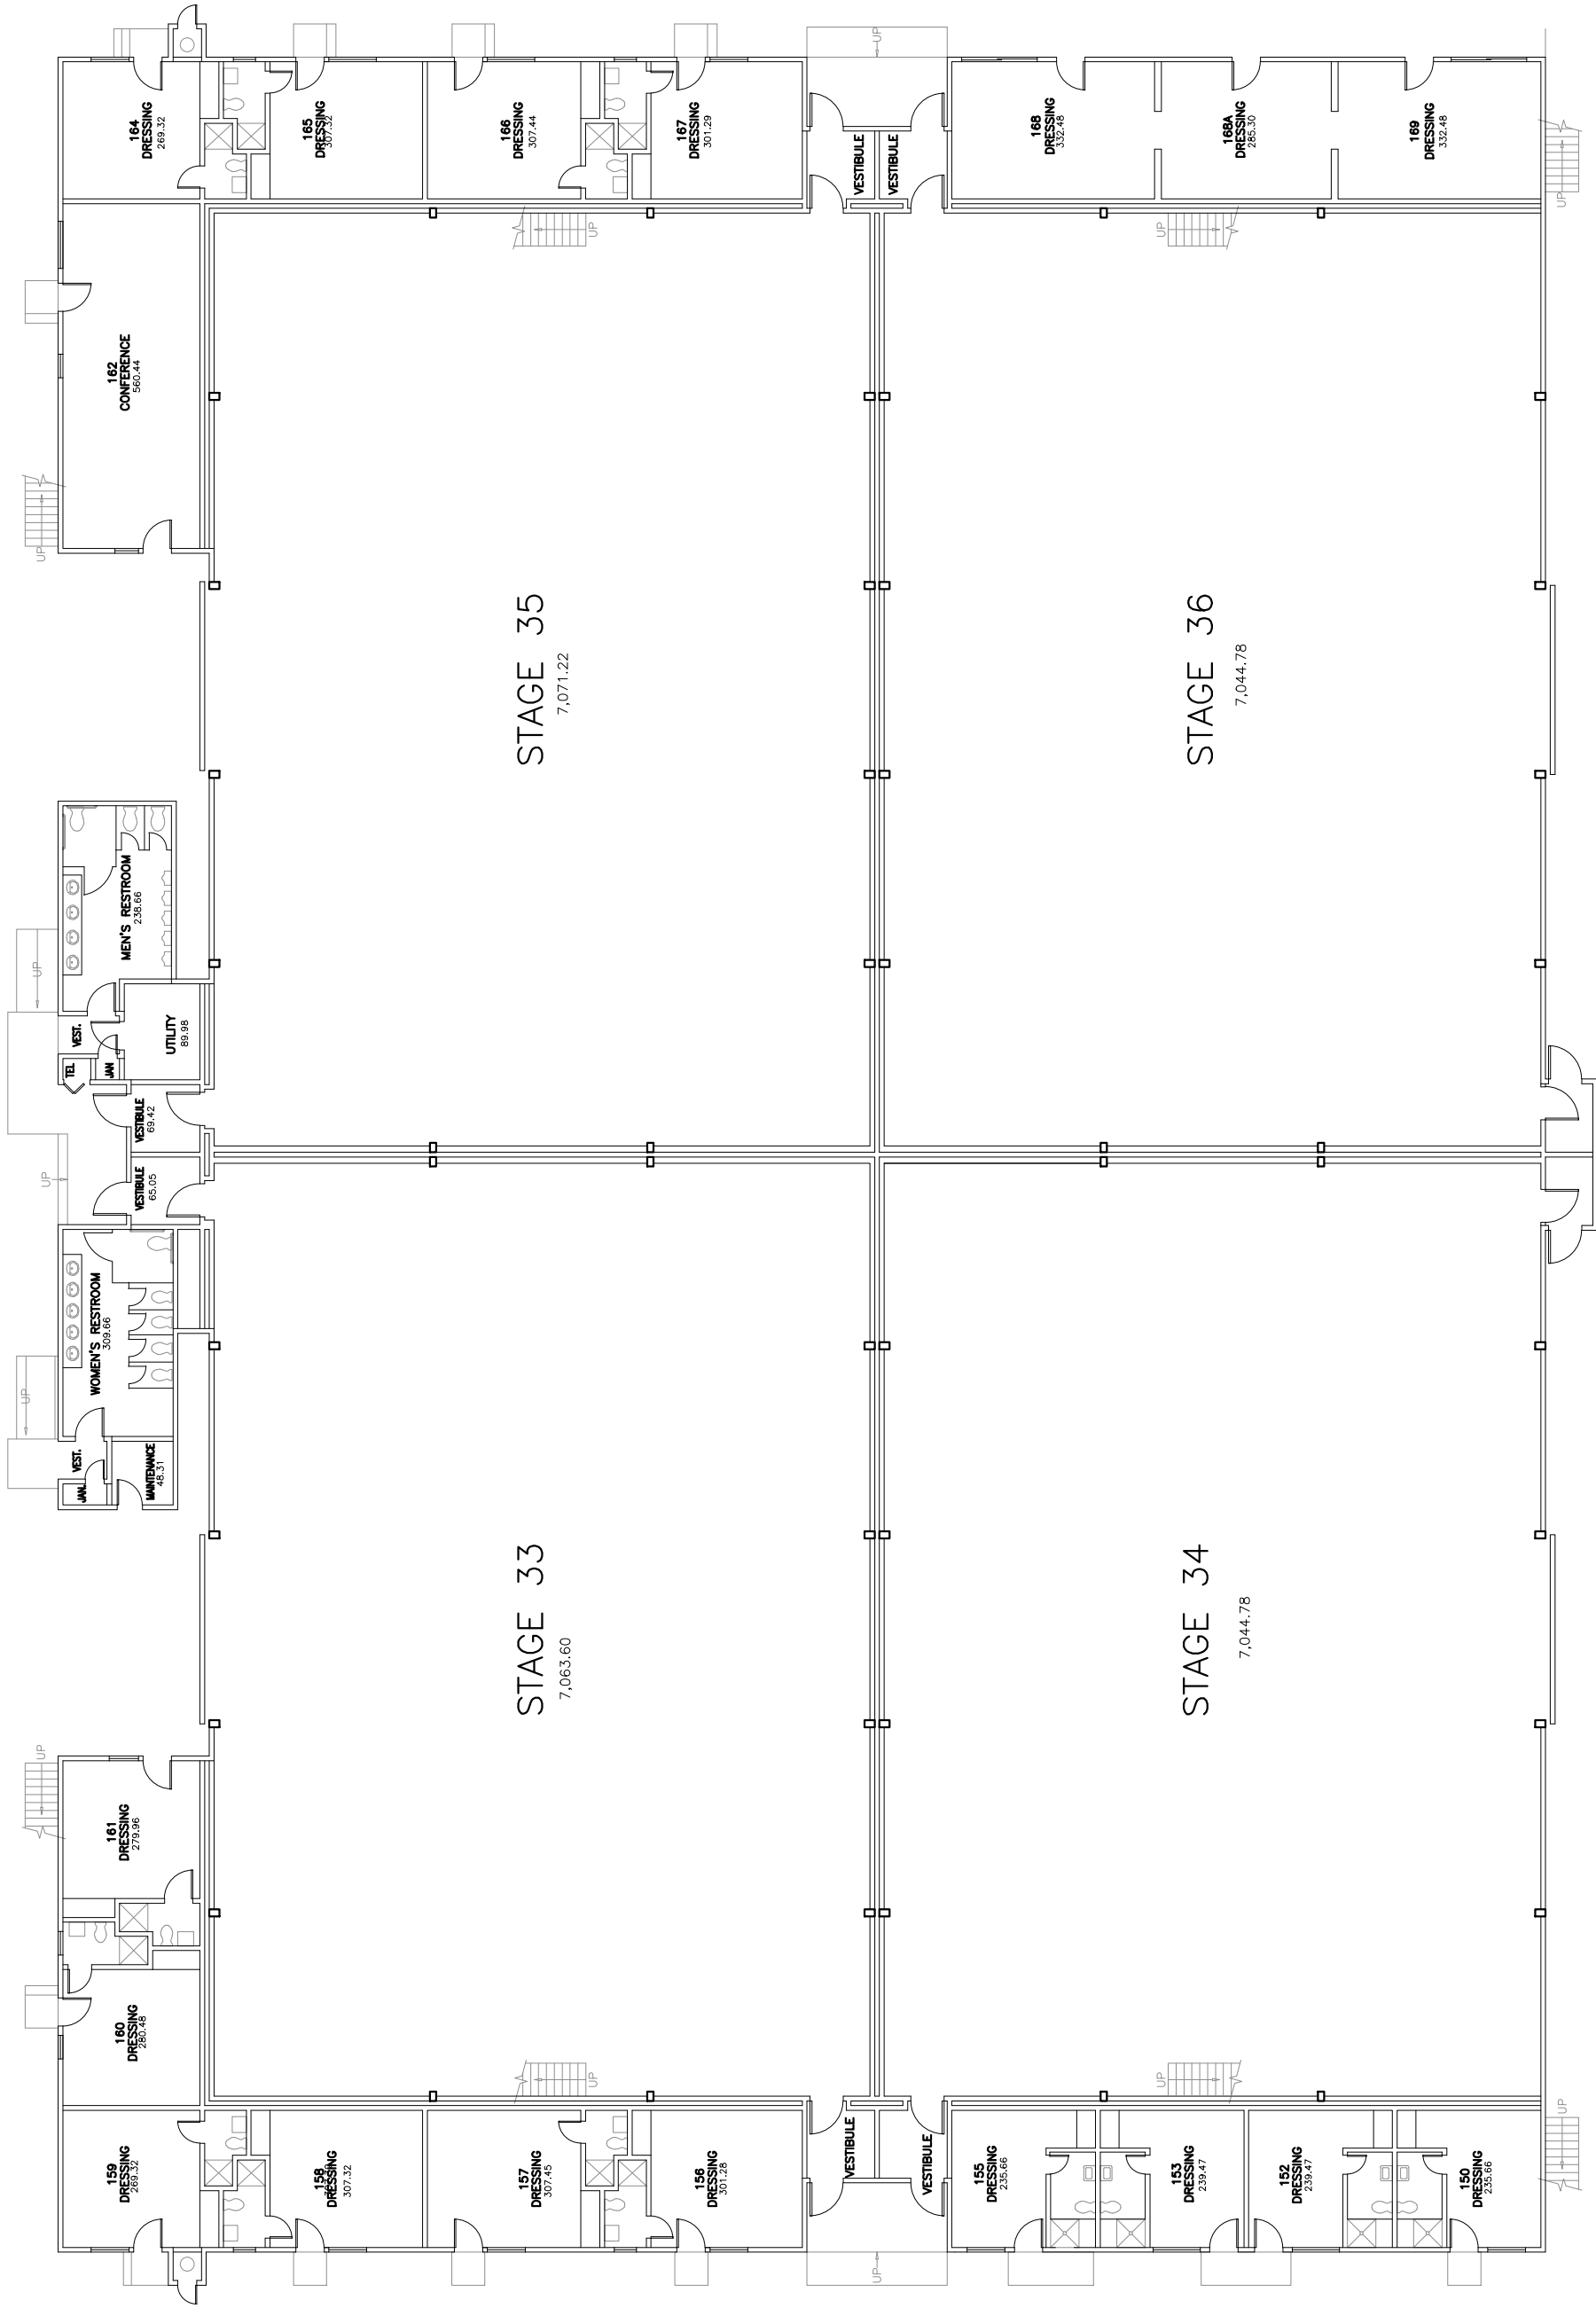 164
DRESSING
269.32
165
DRESSING
307.32
166
DRESSING
307.44
167
DRESSING
301.29
UP
VESTIBULE
VESTIBULE
168
DRESSING
332.48
168A
DRESSING
285.30
169
DRESSING
332.48
UP
UP
UP
162
CONFERENCE
560.44
UP
STAGE 35
7,071.22
STAGE 36
7,044.78
MEN'S RESTROOM
238.66
UP
VEST.
UTILITY
89.98
TEL
JAN
VESTIBULE
69.42
VESTIBULE
65.05
UP
WOMEN'S RESTROOM
309.66
UP
VEST.
JAN.
MAINTENANCE
48.31
STAGE 33
7,063.60
STAGE 34
7,044.78
UP
161
DRESSING
279.96
160
DRESSING
280.48
UP
UP
159
DRESSING
269.32
158
DRESSING
307.32
157
DRESSING
307.45
156
DRESSING
301.28
VESTIBULE
VESTIBULE
UP
155
DRESSING
235.66
153
DRESSING
239.47
152
DRESSING
239.47
150
DRESSING
235.66
UP